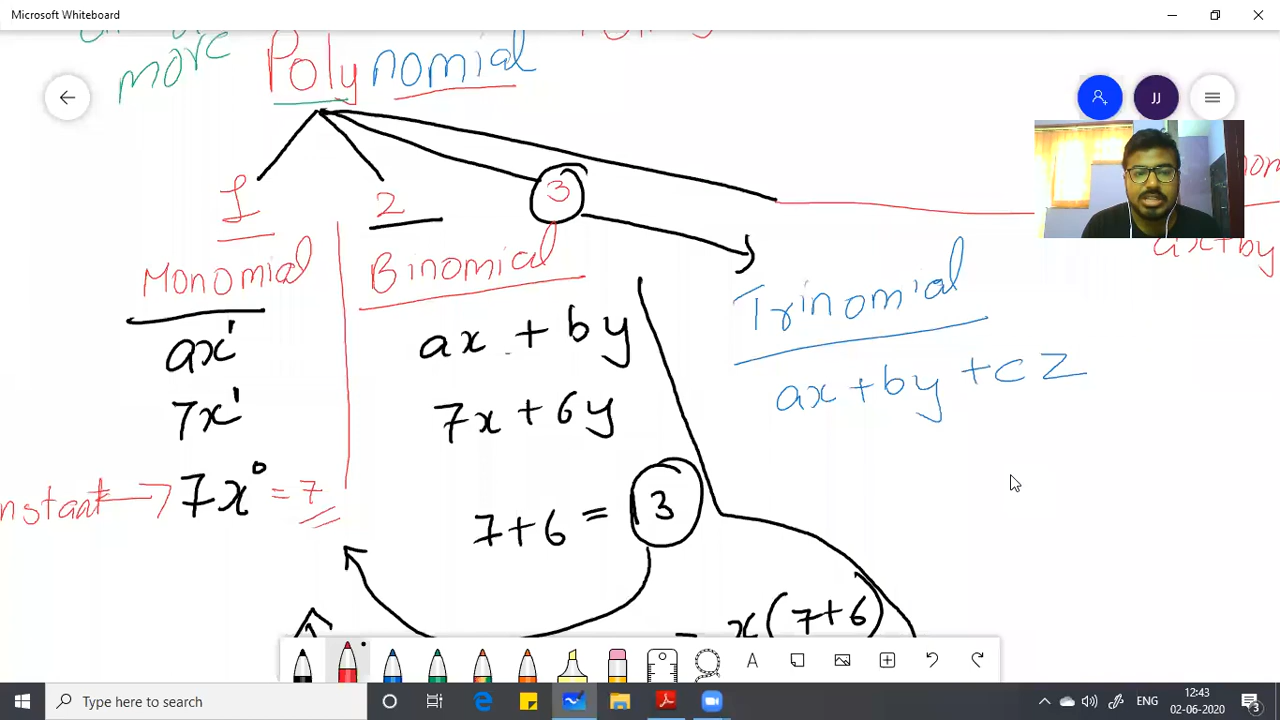 Microsoft Whiteboard
more
Polynomial
JJ
1
2
3
ax+by
Monomial
Binomial
Trinomial
ax¹
ax + by
ax+by+cz
7x¹
7x + 6y
7x⁰ = 7
7+6 = 3
x(7+6)
=
A
Type here to search
ENG
12:43
02-06-2020
3